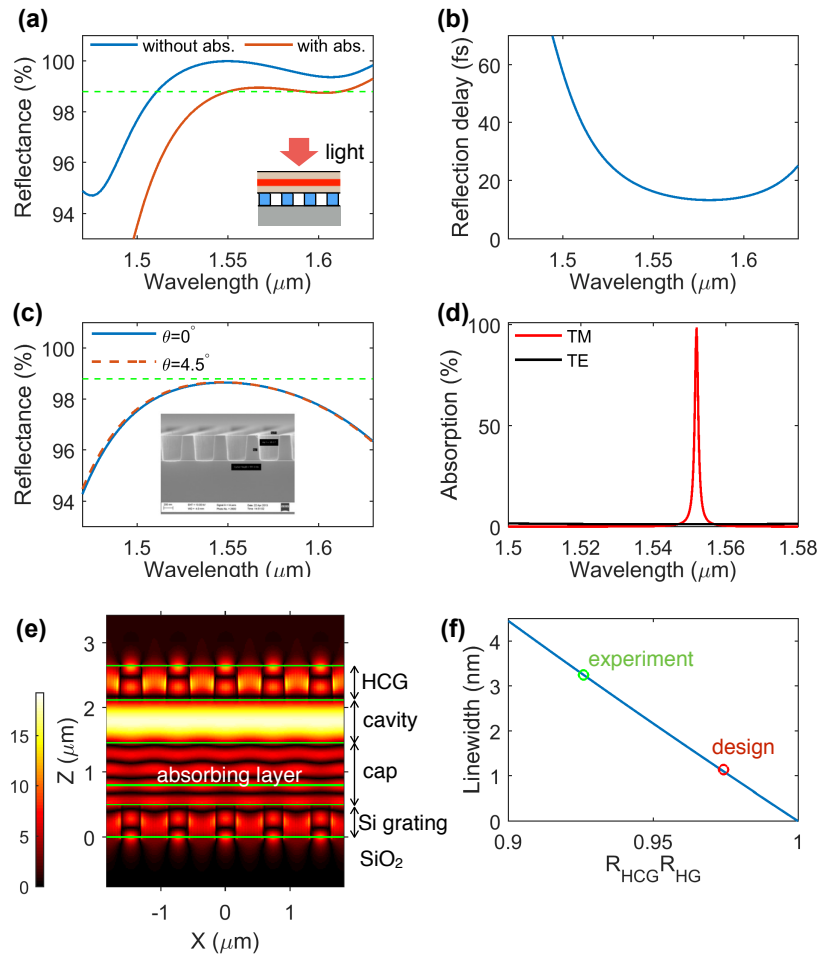 (a)
without abs.
with abs.
100
98
96
94
Reflectance (%)
light
1.5
1.55
1.6
Wavelength (μm)
(b)
60
40
20
0
Reflection delay (fs)
1.5
1.55
1.6
Wavelength (μm)
(c)
θ=0°
θ=4.5°
100
98
96
94
Reflectance (%)
1.5
1.55
1.6
Wavelength (μm)
(d)
TM
TE
100
50
0
Absorption (%)
1.5
1.52
1.54
1.56
1.58
Wavelength (μm)
(e)
15
10
5
0
3
2
1
0
Z (μm)
HCG
cavity
absorbing layer
cap
Si grating
SiO2
-1
0
1
X (μm)
(f)
4
3
2
1
0
Linewidth (nm)
experiment
design
0.9
0.95
1
RHCGRHG